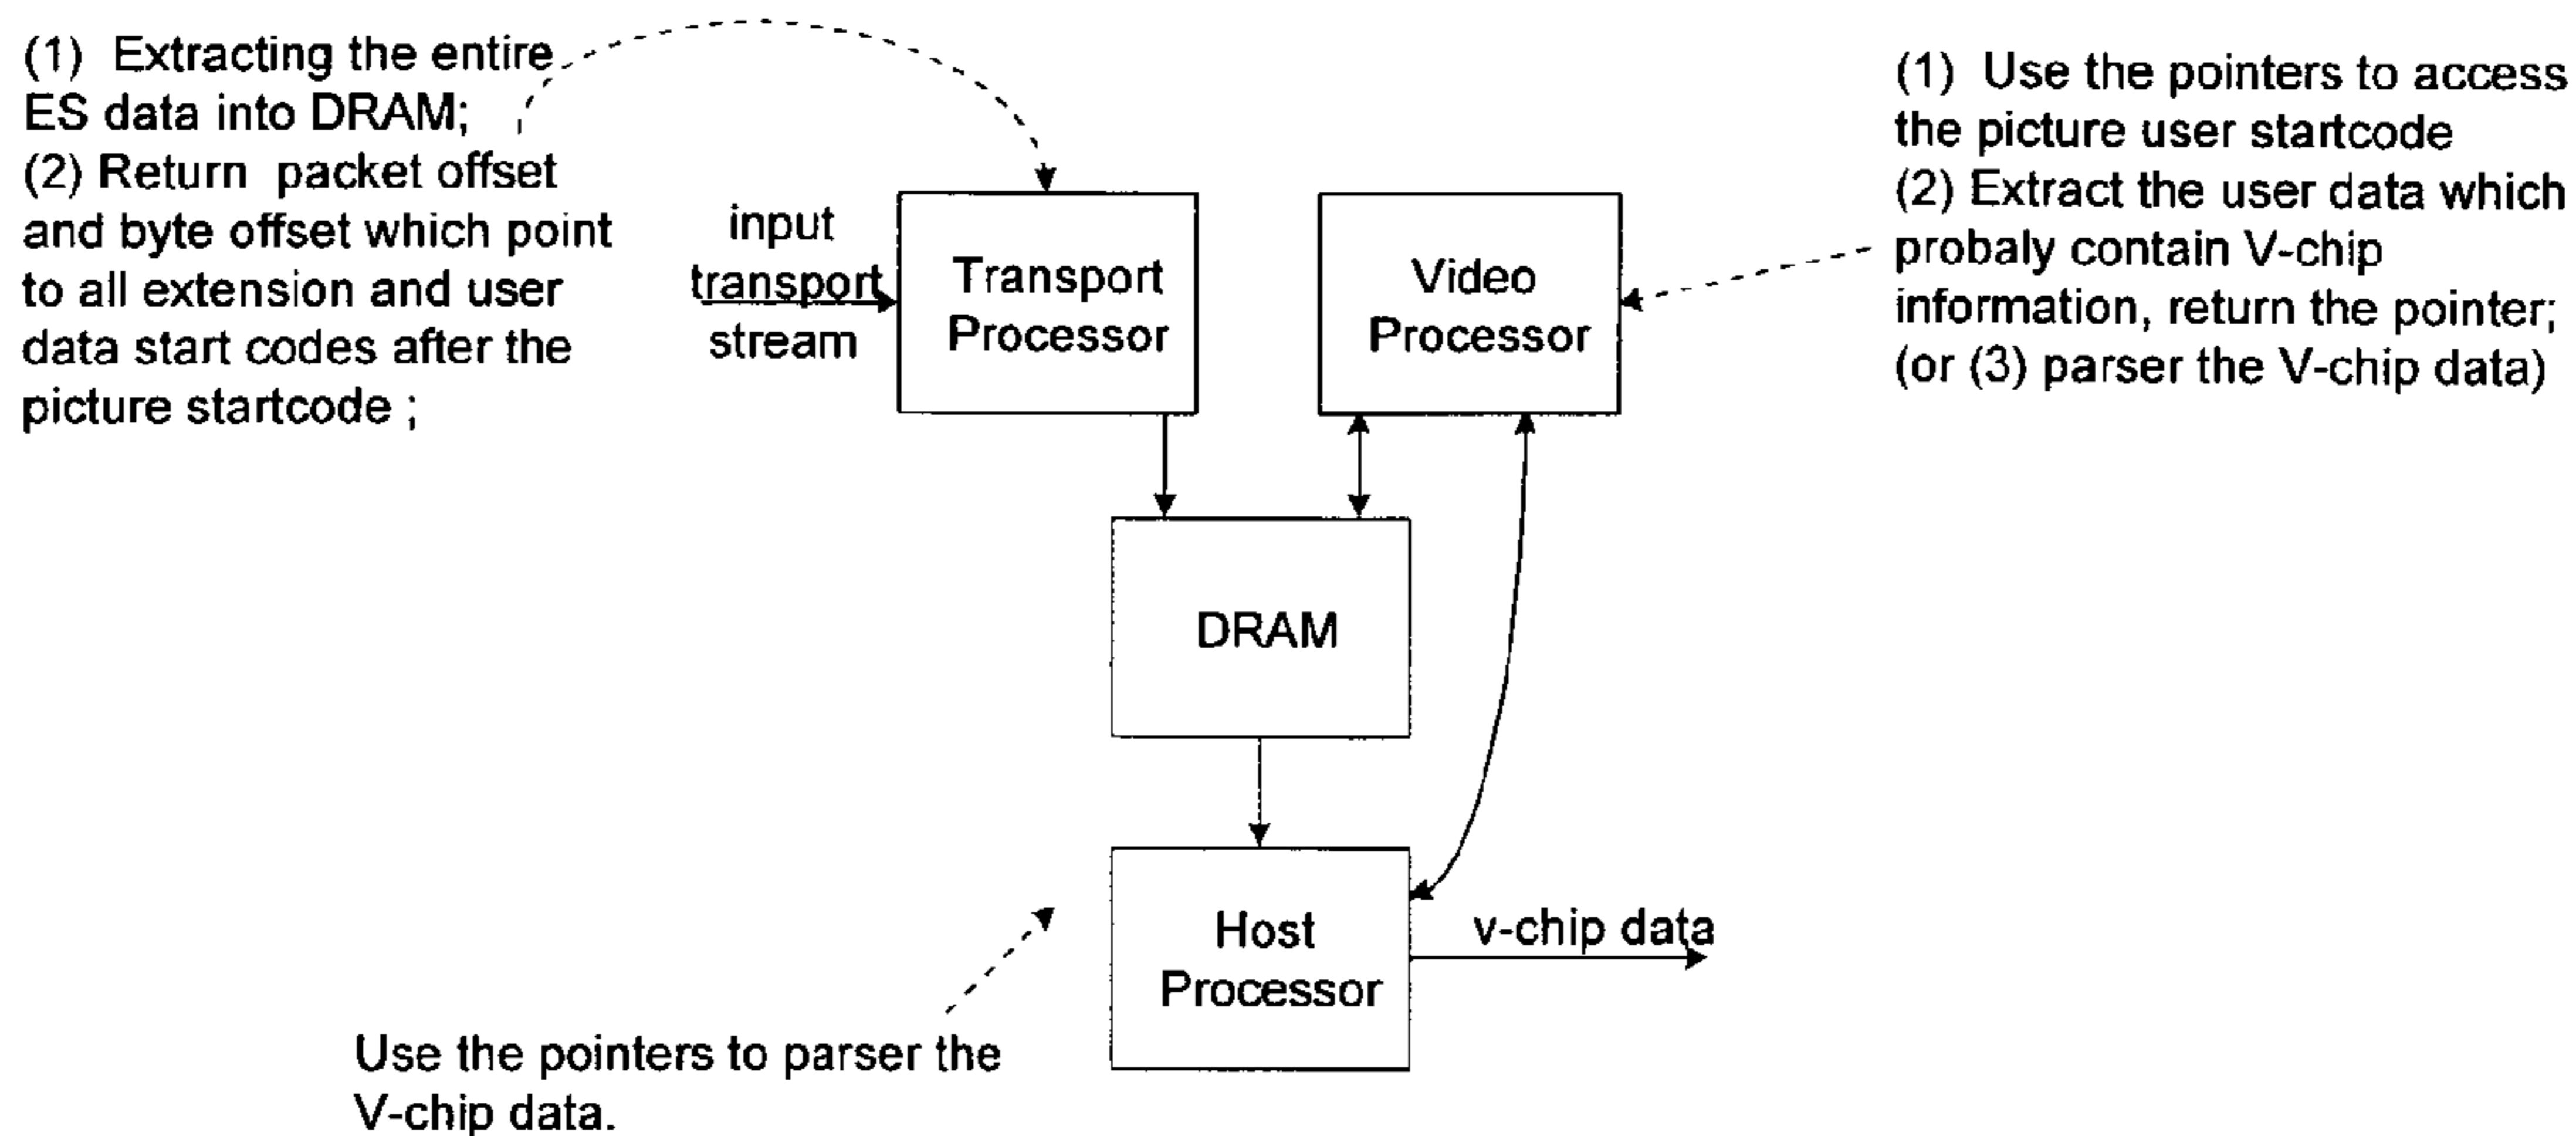 (1) Extracting the entire
ES data into DRAM;
(2) Return packet offset
and byte offset which point
to all extension and user
data start codes after the
picture startcode ;
input
transport
stream
Transport
Processor
Video
Processor
(1) Use the pointers to access
the picture user startcode
(2) Extract the user data which
probaly contain V-chip
information, return the pointer;
(or (3) parser the V-chip data)
DRAM
Host
Processor
v-chip data
Use the pointers to parser the
V-chip data.